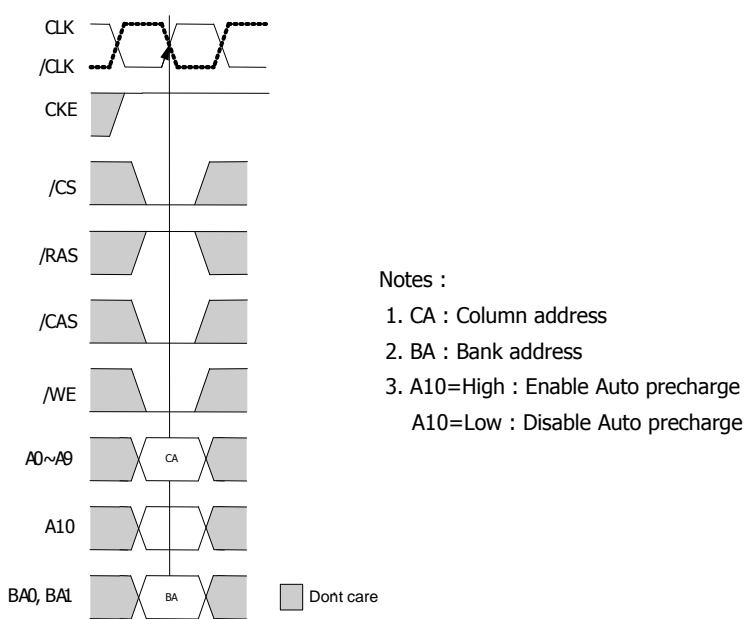 CLK
/CLK
CKE
/CS
/RAS
/CAS
/WE
A0~A9
CA
A10
BA0, BA1
BA
Dont care
Notes :
1. CA : Column address
2. BA : Bank address
3. A10=High : Enable Auto precharge
A10=Low : Disable Auto precharge